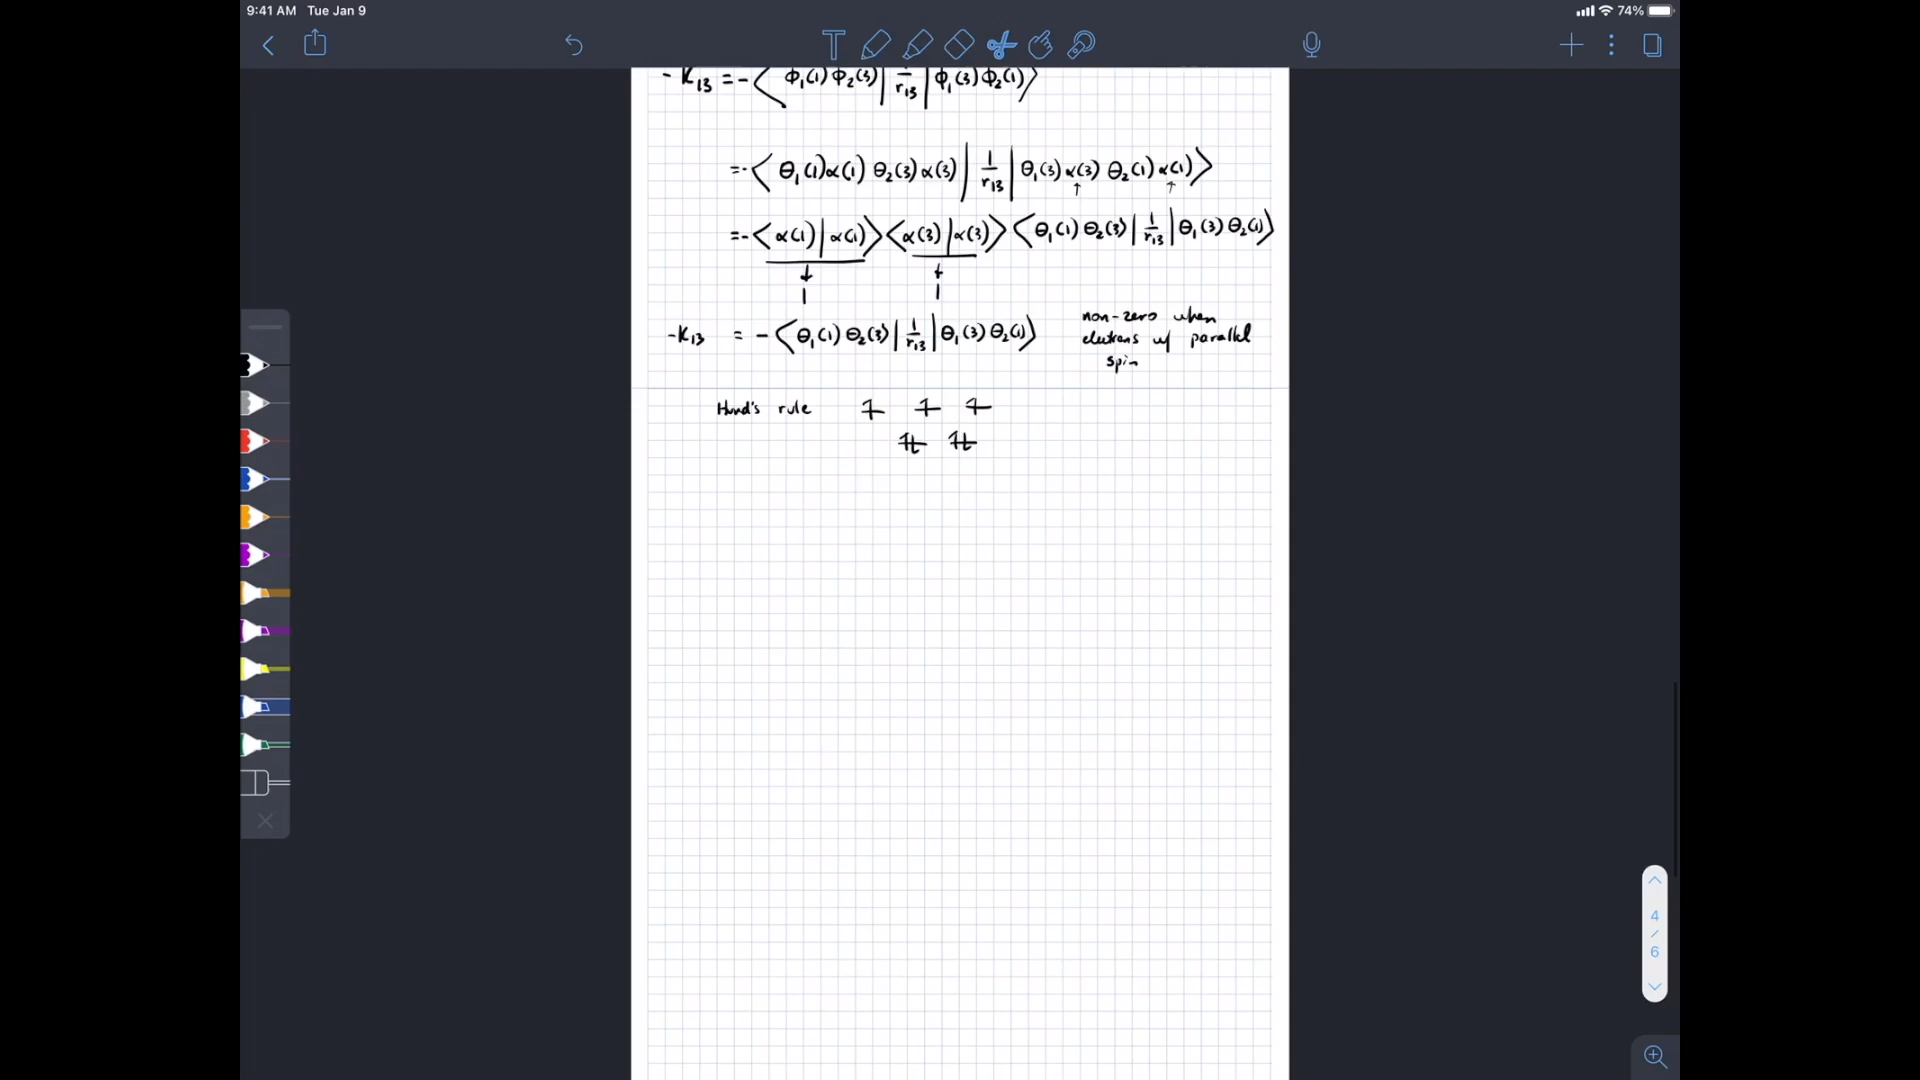 9:41 AM Tue Jan 9
74%
- K₁₃ = - ⟨ ϕ₁(1) ϕ₂(3) | 1/r₁₃ | ϕ₁(3) ϕ₂(1) ⟩
= - ⟨ θ₁(1) α(1) θ₂(3) α(3) | 1/r₁₃ | θ₁(3) α(3) θ₂(1) α(1) ⟩
↑ ↑
= - ⟨ α(1) | α(1) ⟩ ⟨ α(3) | α(3) ⟩ ⟨ θ₁(1) θ₂(3) | 1/r₁₃ | θ₁(3) θ₂(1) ⟩
↓ ↓
1 1
- K₁₃ = - ⟨ θ₁(1) θ₂(3) | 1/r₁₃ | θ₁(3) θ₂(1) ⟩
non-zero when
electrons w/ parallel
spin
Hund's rule
4
/
6